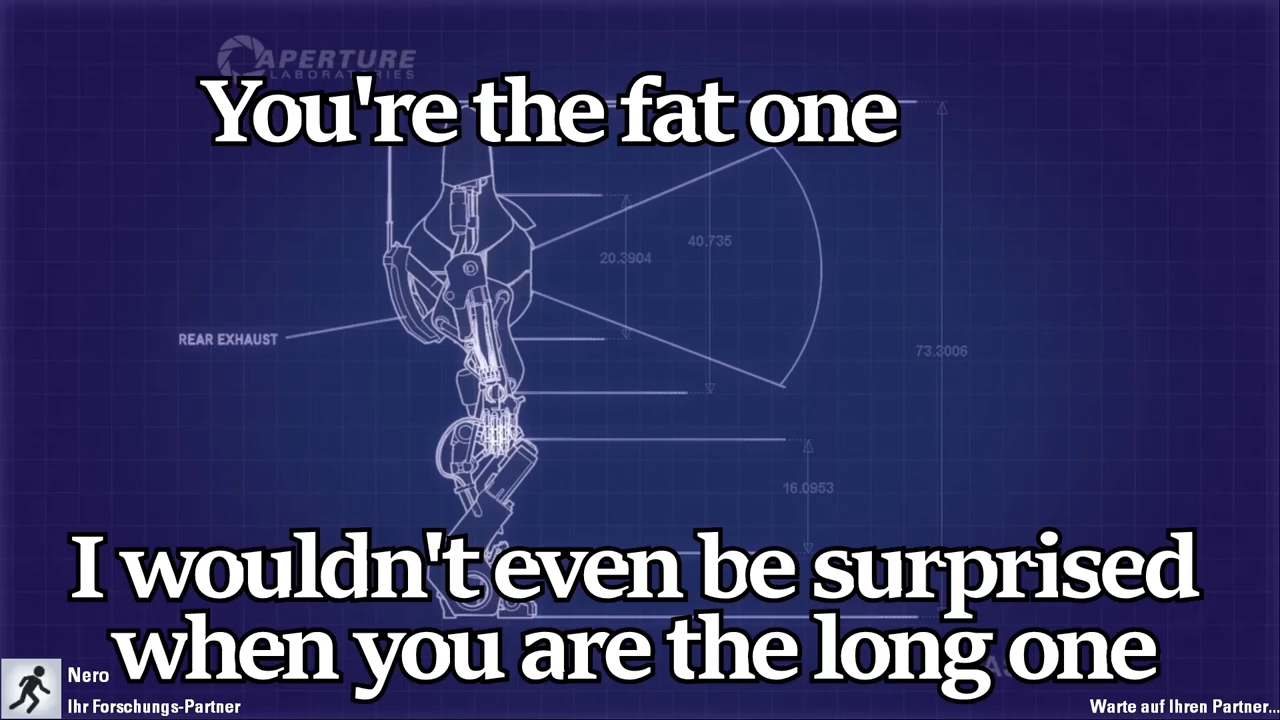 APERTURE
LABORATORIES
You're the fat one
40.735
20.3904
REAR EXHAUST
73.3006
16.0953
I wouldn't even be surprised
when you are the long one
Nero
Ihr Forschungs-Partner
Warte auf Ihren Partner...